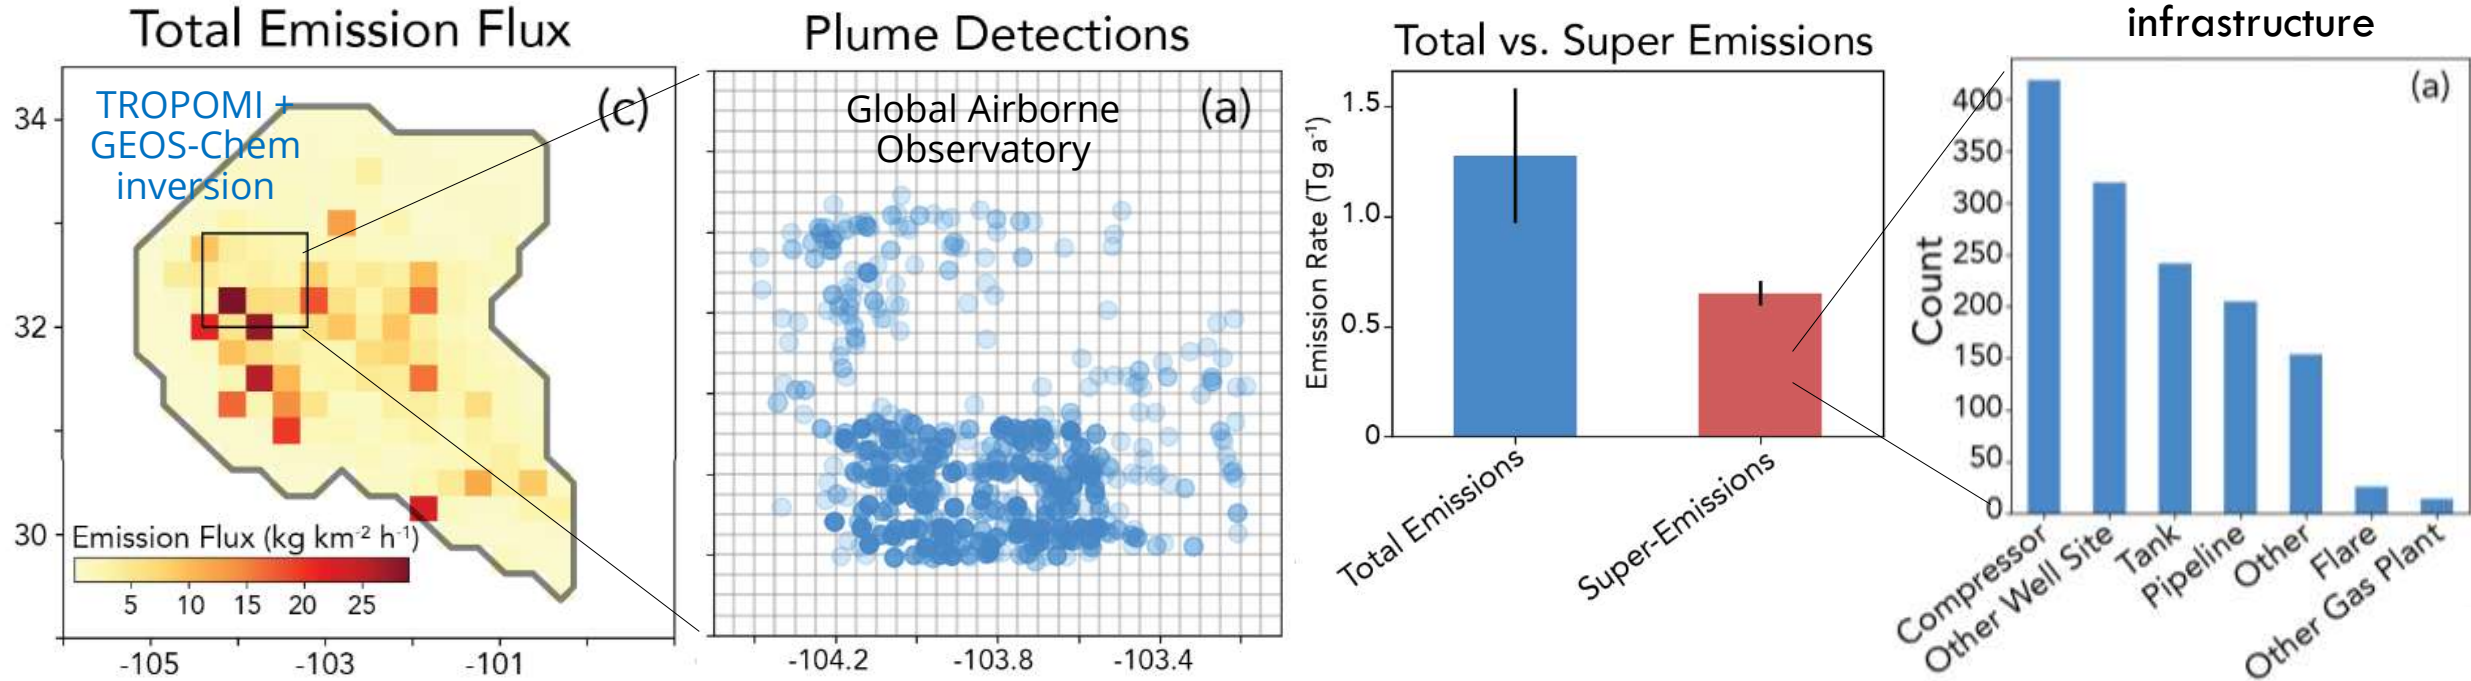 Total Emission Flux
TROPOMI +
GEOS-Chem
inversion
(c)
34
32
30
Emission Flux (kg km⁻² h⁻¹)
5 10 15 20 25
-105 -103 -101
Plume Detections
Global Airborne
Observatory
(a)
-104.2 -103.8 -103.4
Total vs. Super Emissions
Emission Rate (Tg a⁻¹)
1.5
1.0
0.5
0
Total Emissions
Super-Emissions
infrastructure
(a)
Count
400
350
300
250
200
150
100
50
0
Compressor
Other Well Site
Tank
Pipeline
Other
Flare
Other Gas Plant